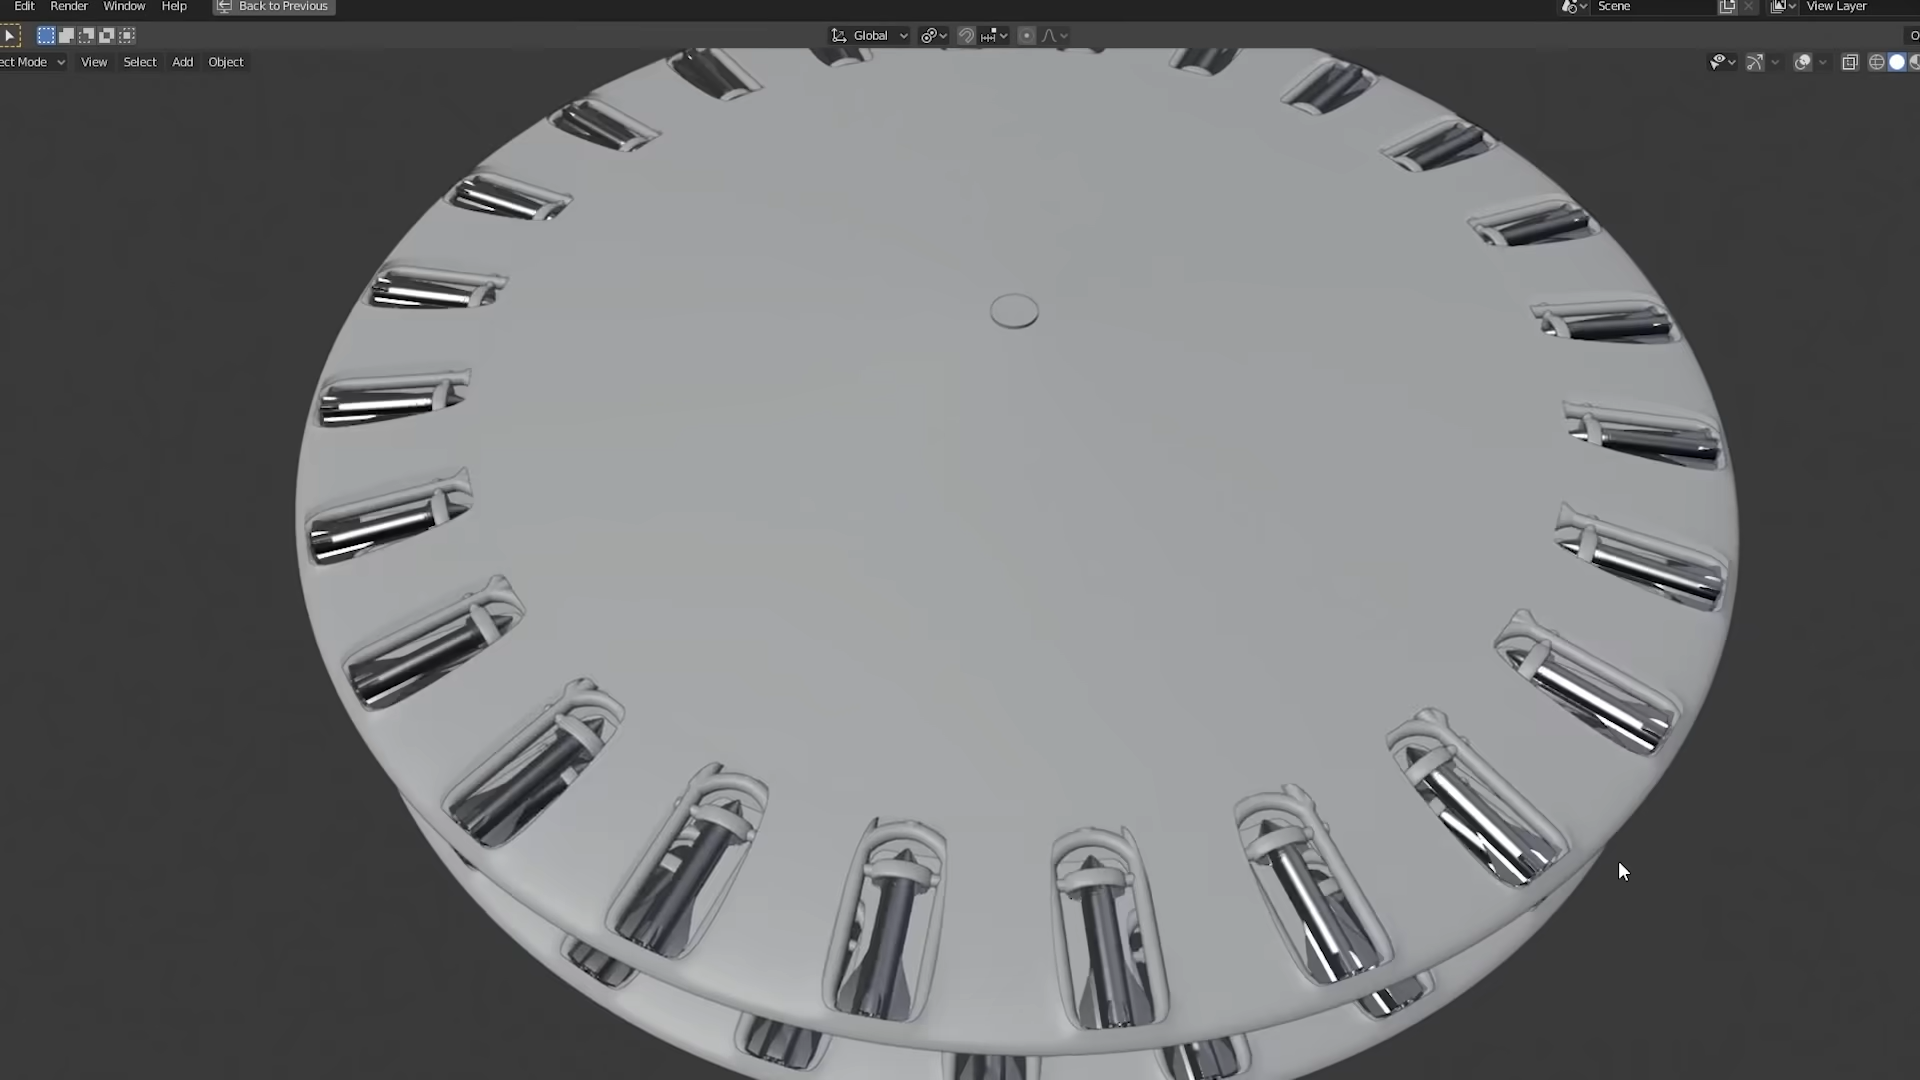 Edit Render Window Help Back to Previous Scene View Layer
Global
ect Mode View Select Add Object